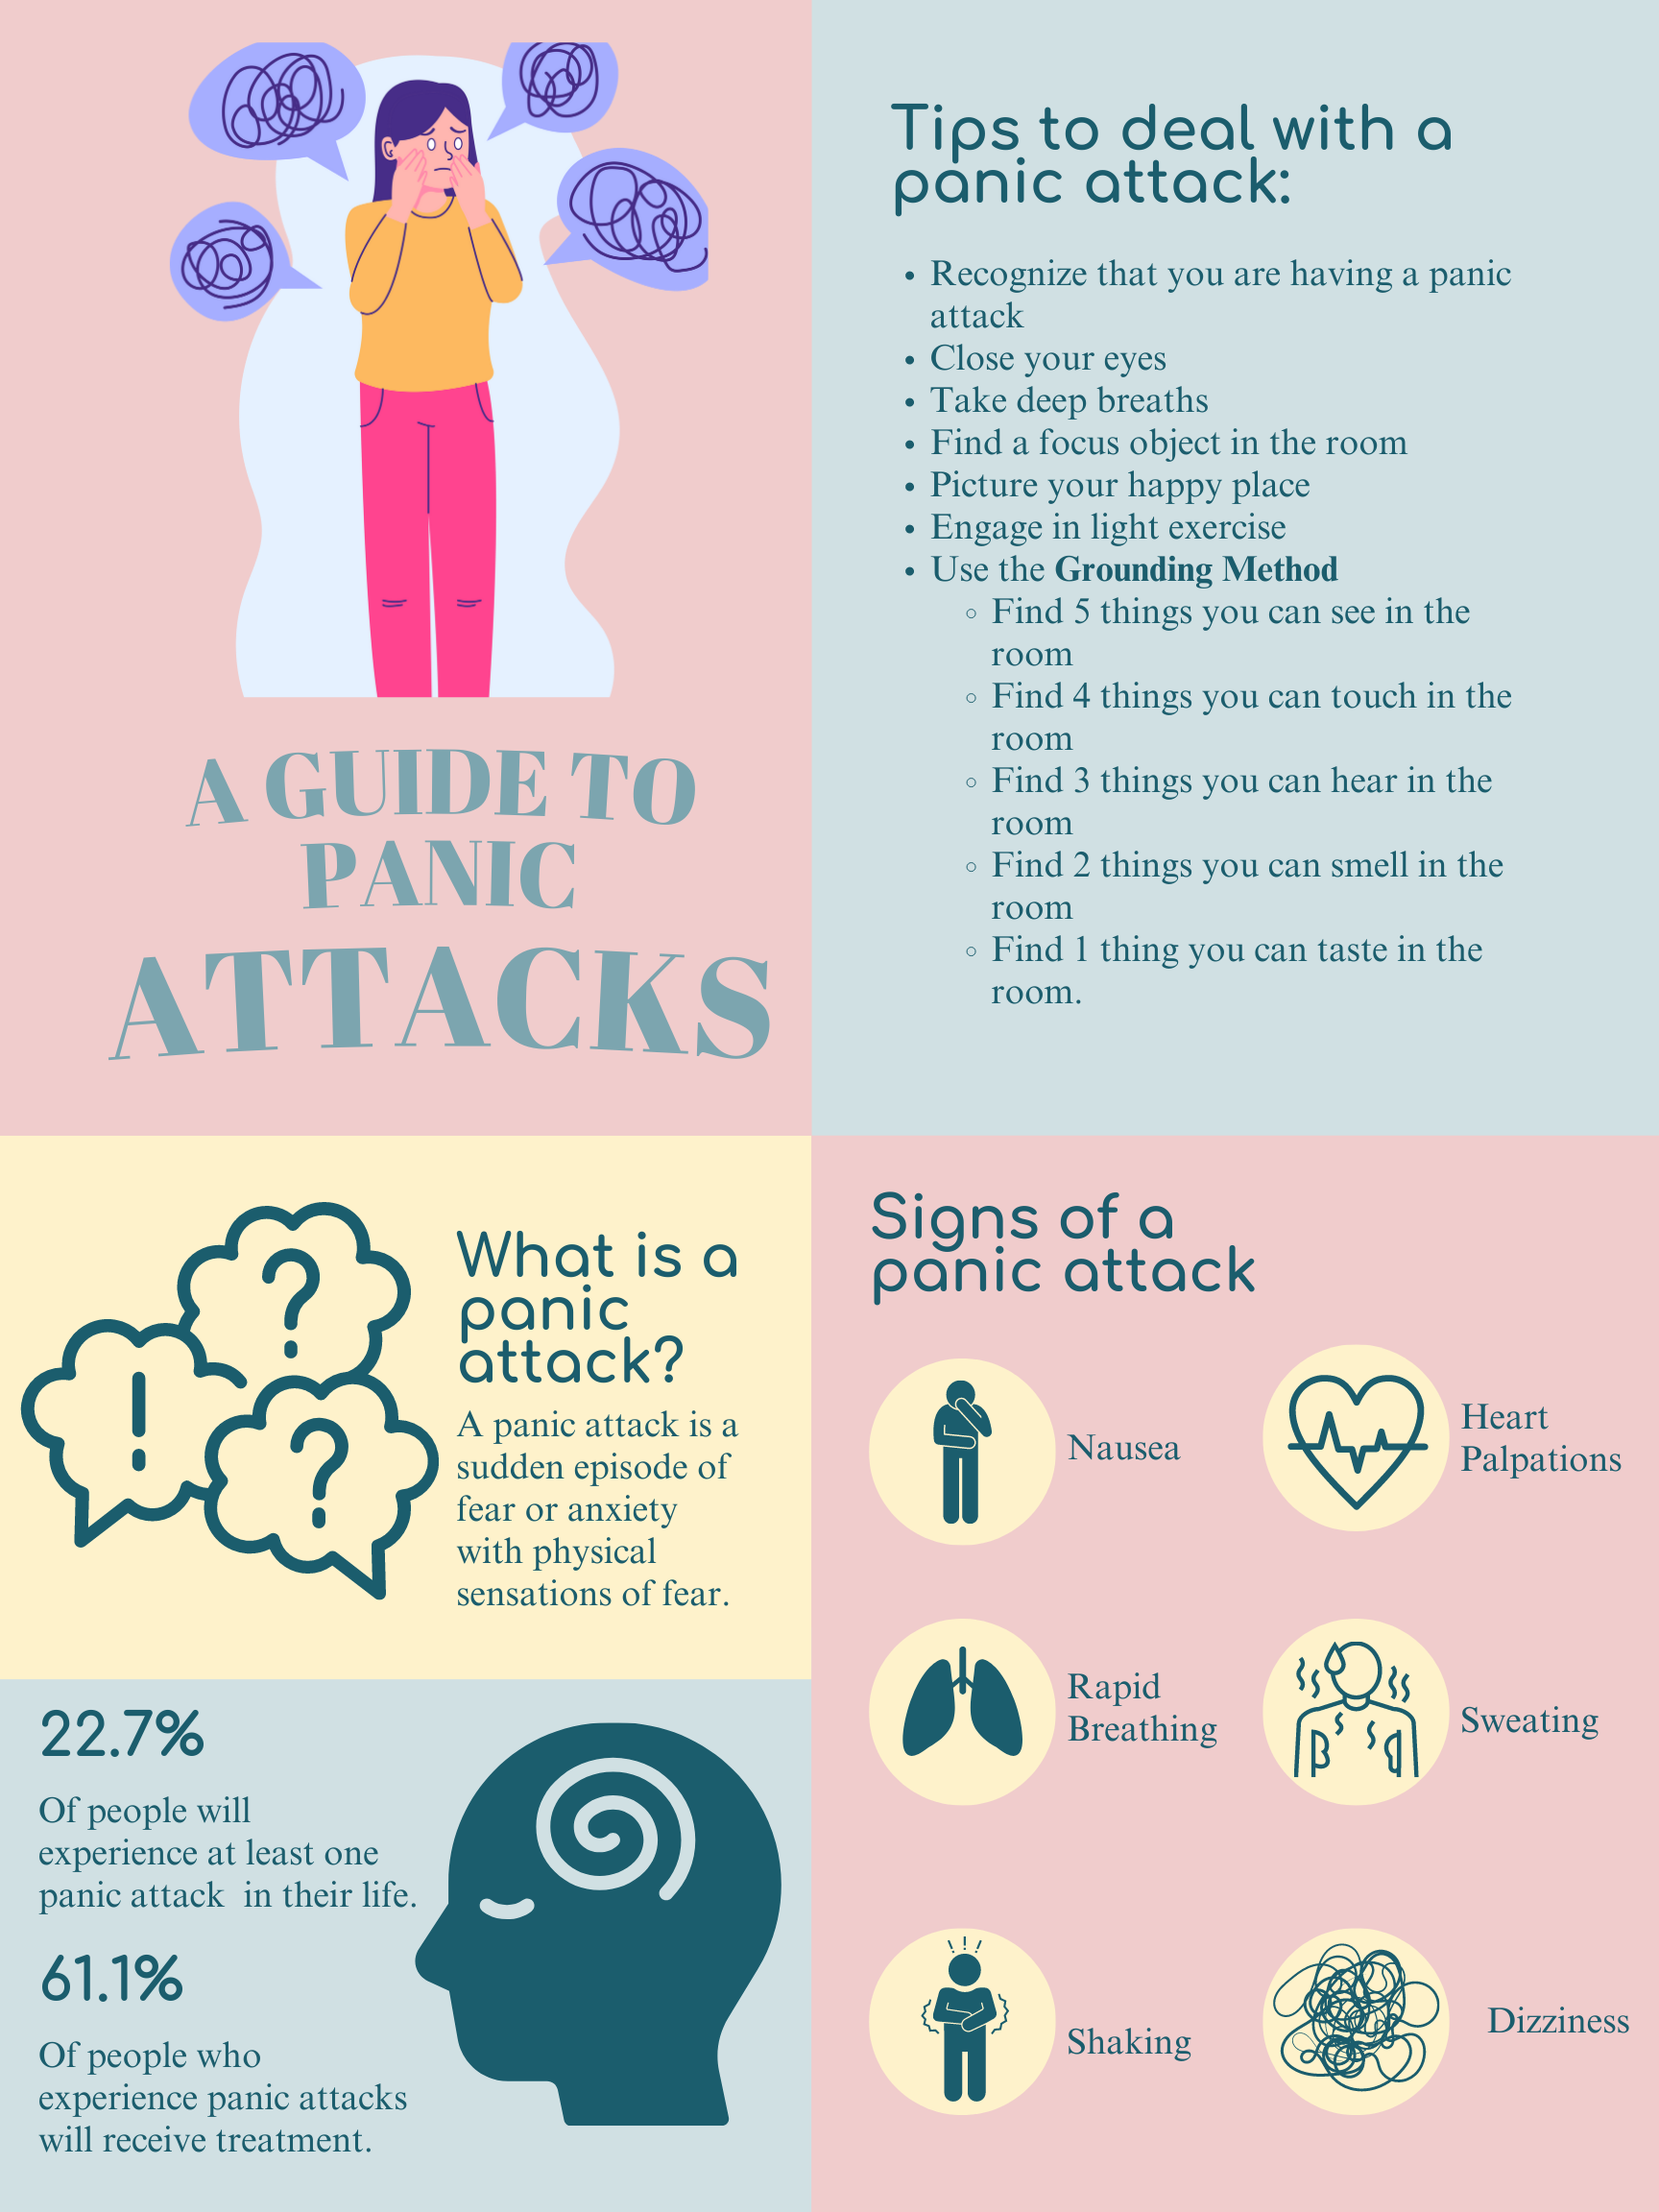 A GUIDE TO
PANIC
ATTACKS
Tips to deal with a
panic attack:
• Recognize that you are having a panic
attack
• Close your eyes
• Take deep breaths
• Find a focus object in the room
• Picture your happy place
• Engage in light exercise
• Use the Grounding Method
◦ Find 5 things you can see in the
room
◦ Find 4 things you can touch in the
room
◦ Find 3 things you can hear in the
room
◦ Find 2 things you can smell in the
room
◦ Find 1 thing you can taste in the
room.
What is a
panic
attack?
A panic attack is a
sudden episode of
fear or anxiety
with physical
sensations of fear.
22.7%
Of people will
experience at least one
panic attack in their life.
61.1%
Of people who
experience panic attacks
will receive treatment.
Signs of a
panic attack
Nausea
Heart
Palpations
Rapid
Breathing
Sweating
Shaking
Dizziness